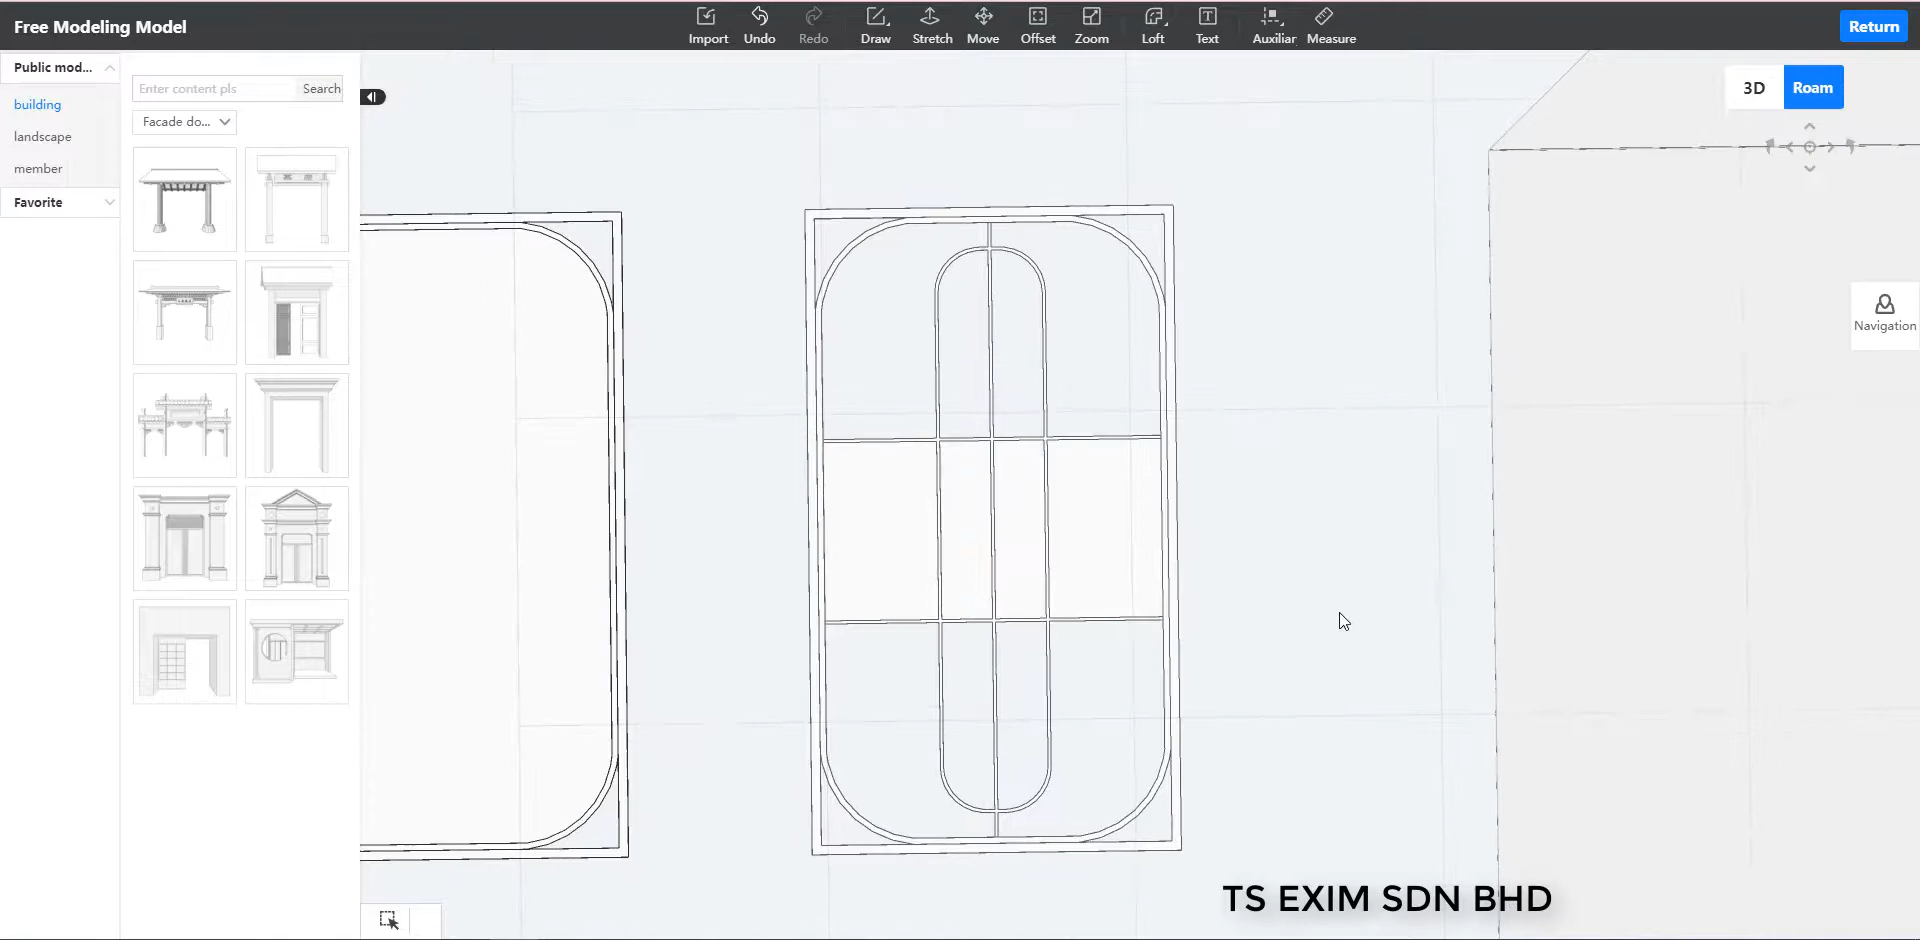 Free Modeling Model
Import
Undo
Redo
Draw
Stretch
Move
Offset
Zoom
Loft
Text
Auxiliar
Measure
Return
Public mod...
building
landscape
member
Favorite
Enter content pls
Search
Facade do...
3D
Roam
Navigation
TS EXIM SDN BHD